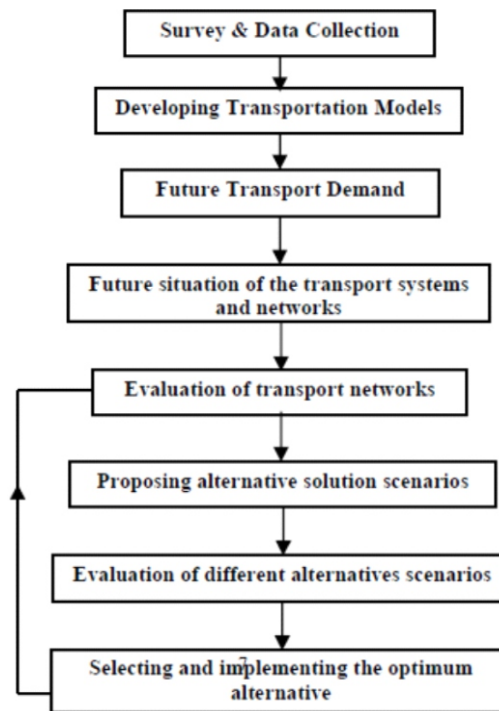 Survey & Data Collection
Developing Transportation Models
Future Transport Demand
Future situation of the transport systems
and networks
Evaluation of transport networks
Proposing alternative solution scenarios
Evaluation of different alternatives scenarios
7
Selecting and implementing the optimum
alternative